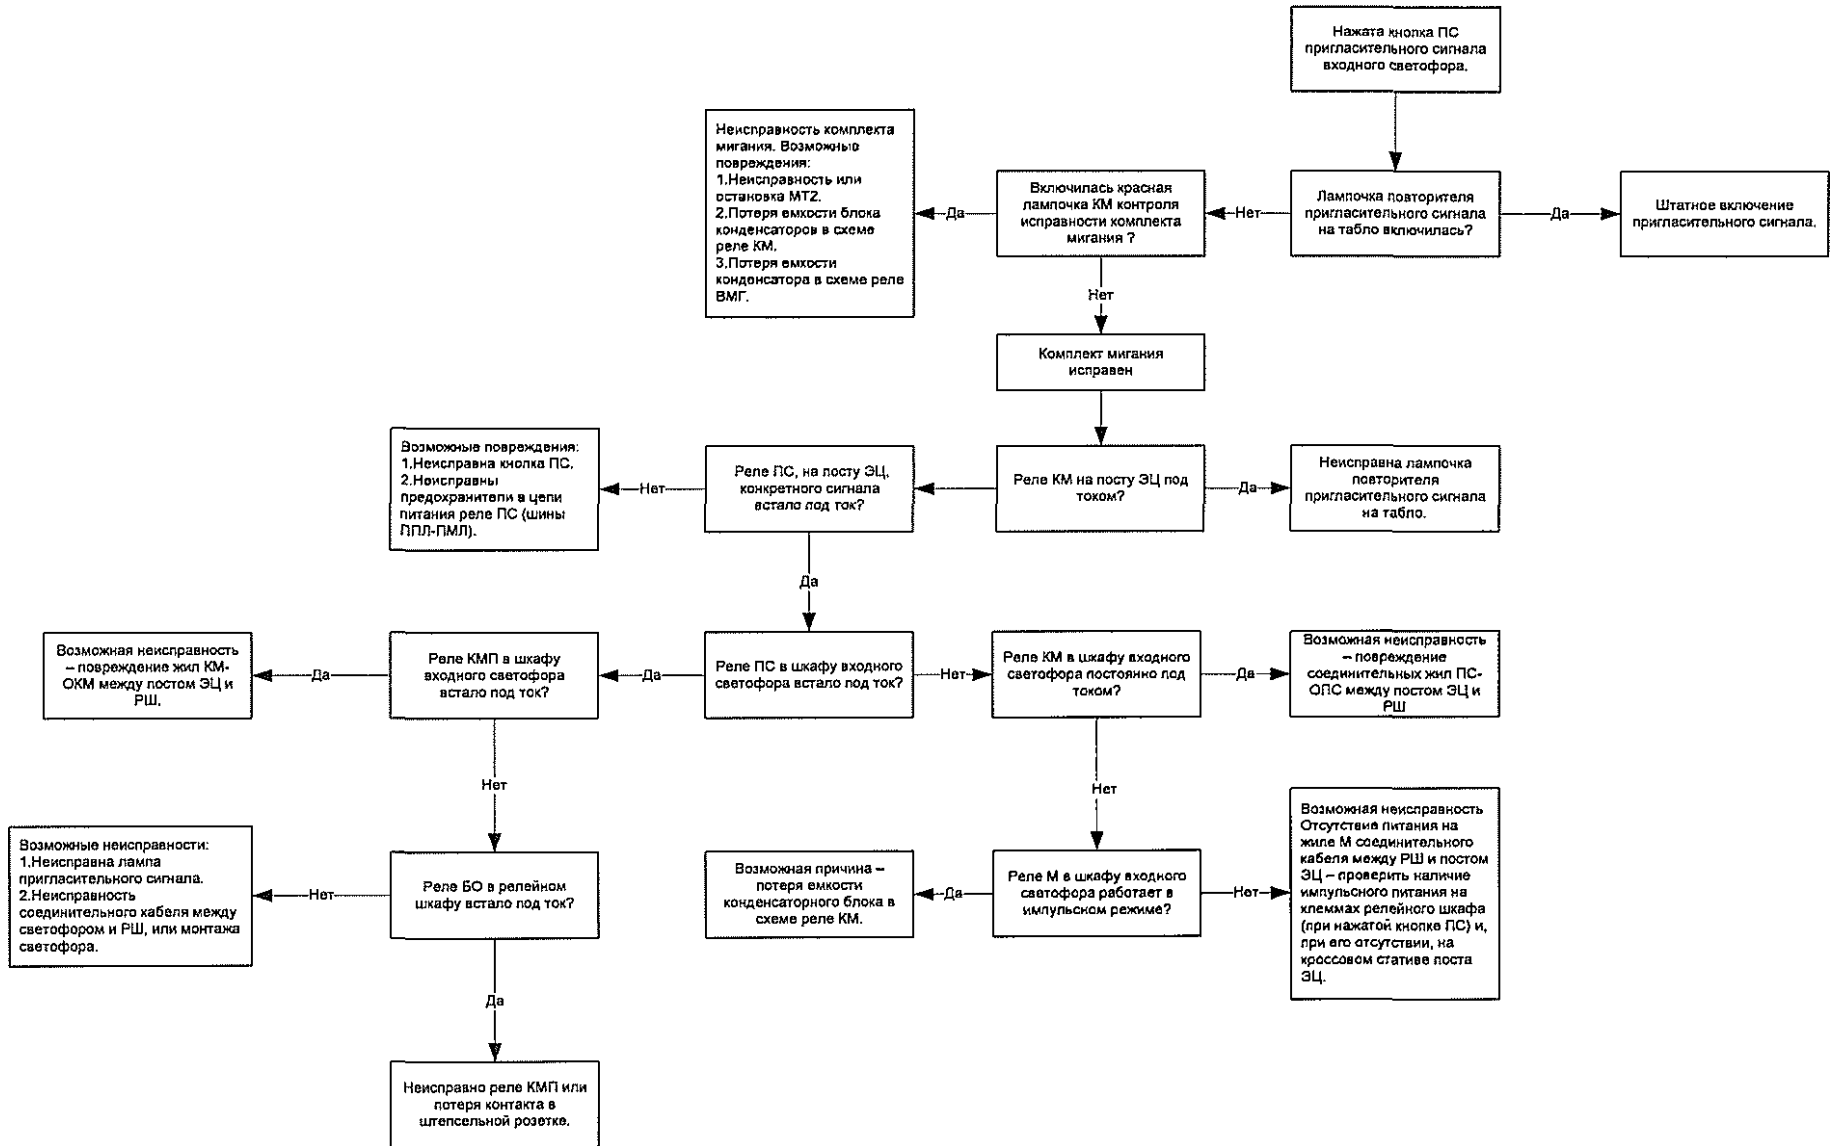 Нажата кнопка ПС
пригласительного сигнала
входного светофора.
Неисправность комплекта
мигания. Возможные
повреждения:
1.Неисправность или
остановка МТ2.
2.Потеря емкости блока
конденсаторов в схеме
реле КМ.
3.Потеря емкости
конденсатора в схеме реле
ВМГ.
Да
Включилась красная
лампочка КМ контроля
исправности комплекта
мигания ?
Нет
Лампочка повторителя
пригласительного сигнала
на табло включилась?
Да
Штатное включение
пригласительного сигнала.
Нет
Комплект мигания
исправен
Возможные повреждения:
1.Неисправна кнопка ПС.
2.Неисправны
предохранители в цепи
питания реле ПС (шины
ЛПЛ-ПМЛ).
Нет
Реле ПС, на посту ЭЦ,
конкретного сигнала
встало под ток?
Реле КМ на посту ЭЦ под
током?
Да
Неисправна лампочка
повторителя
пригласительного сигнала
на табло.
Да
Возможная неисправность
– повреждение жил КМ-
ОКМ между постом ЭЦ и
РШ.
Да
Реле КМП в шкафу
входного светофора
встало под ток?
Да
Реле ПС в шкафу входного
светофора встало под ток?
Нет
Реле КМ в шкафу входного
светофора постоянно под
током?
Да
Возможная неисправность
– повреждение
соединительных жил ПС-
ОПС между постом ЭЦ и
РШ
Нет
Нет
Возможные неисправности:
1.Неисправна лампа
пригласительного сигнала.
2.Неисправность
соединительного кабеля между
светофором и РШ, или монтажа
светофора.
Нет
Реле БО в релейном
шкафу встало под ток?
Возможная причина –
потеря емкости
конденсаторного блока в
схеме реле КМ.
Да
Реле М в шкафу входного
светофора работает в
импульсном режиме?
Нет
Возможная неисправность
Отсутствие питания на
жиле М соединительного
кабеля между РШ и постом
ЭЦ – проверить наличие
импульсного питания на
клеммах релейного шкафа
(при нажатой кнопке ПС) и,
при его отсутствии, на
кроссовом стативе поста
ЭЦ.
Да
Неисправно реле КМП или
потеря контакта в
штепсельной розетке.